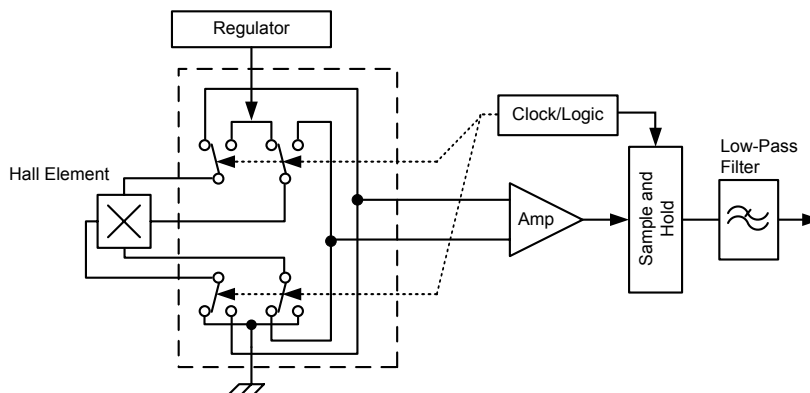 Regulator
Clock/Logic
Low-Pass
Filter
Hall Element
Amp
Sample and
Hold